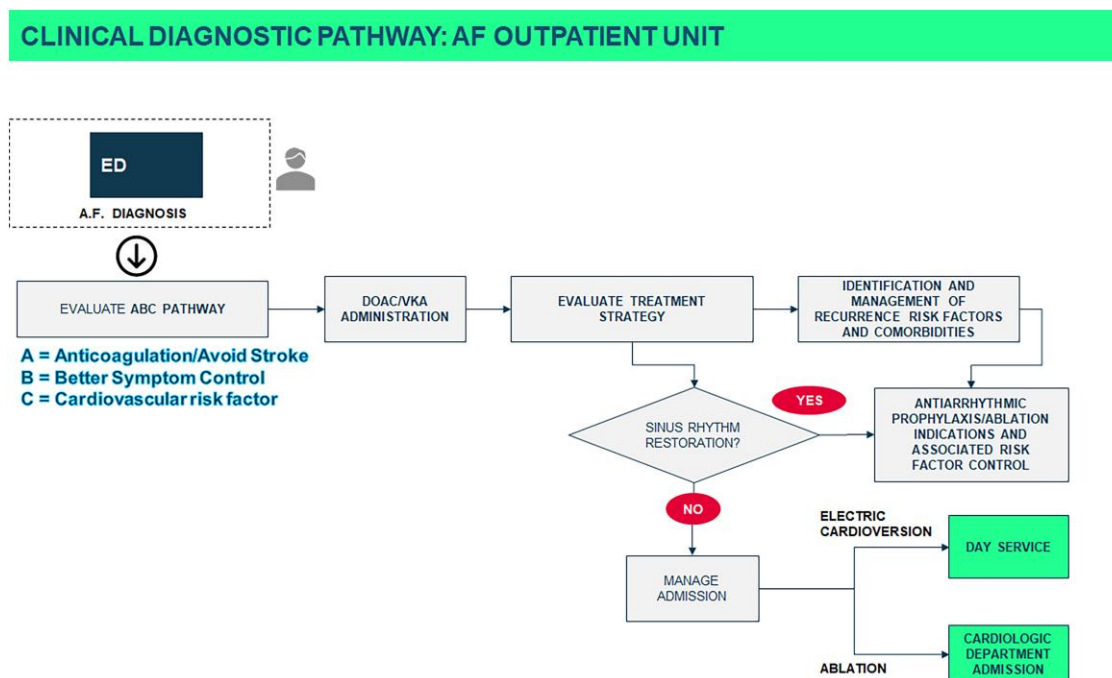 CLINICAL DIAGNOSTIC PATHWAY: AF OUTPATIENT UNIT
ED
A.F. DIAGNOSIS
EVALUATE ABC PATHWAY
A = Anticoagulation/Avoid Stroke
B = Better Symptom Control
C = Cardiovascular risk factor
DOAC/VKA
ADMINISTRATION
EVALUATE TREATMENT
STRATEGY
IDENTIFICATION AND
MANAGEMENT OF
RECURRENCE RISK FACTORS
AND COMORBIDITIES
SINUS RHYTHM
RESTORATION?
YES
ANTIARRHYTHMIC
PROPHYLAXIS/ABLATION
INDICATIONS AND
ASSOCIATED RISK
FACTOR CONTROL
NO
MANAGE
ADMISSION
ELECTRIC
CARDIOVERSION
DAY SERVICE
ABLATION
CARDIOLOGIC
DEPARTMENT
ADMISSION